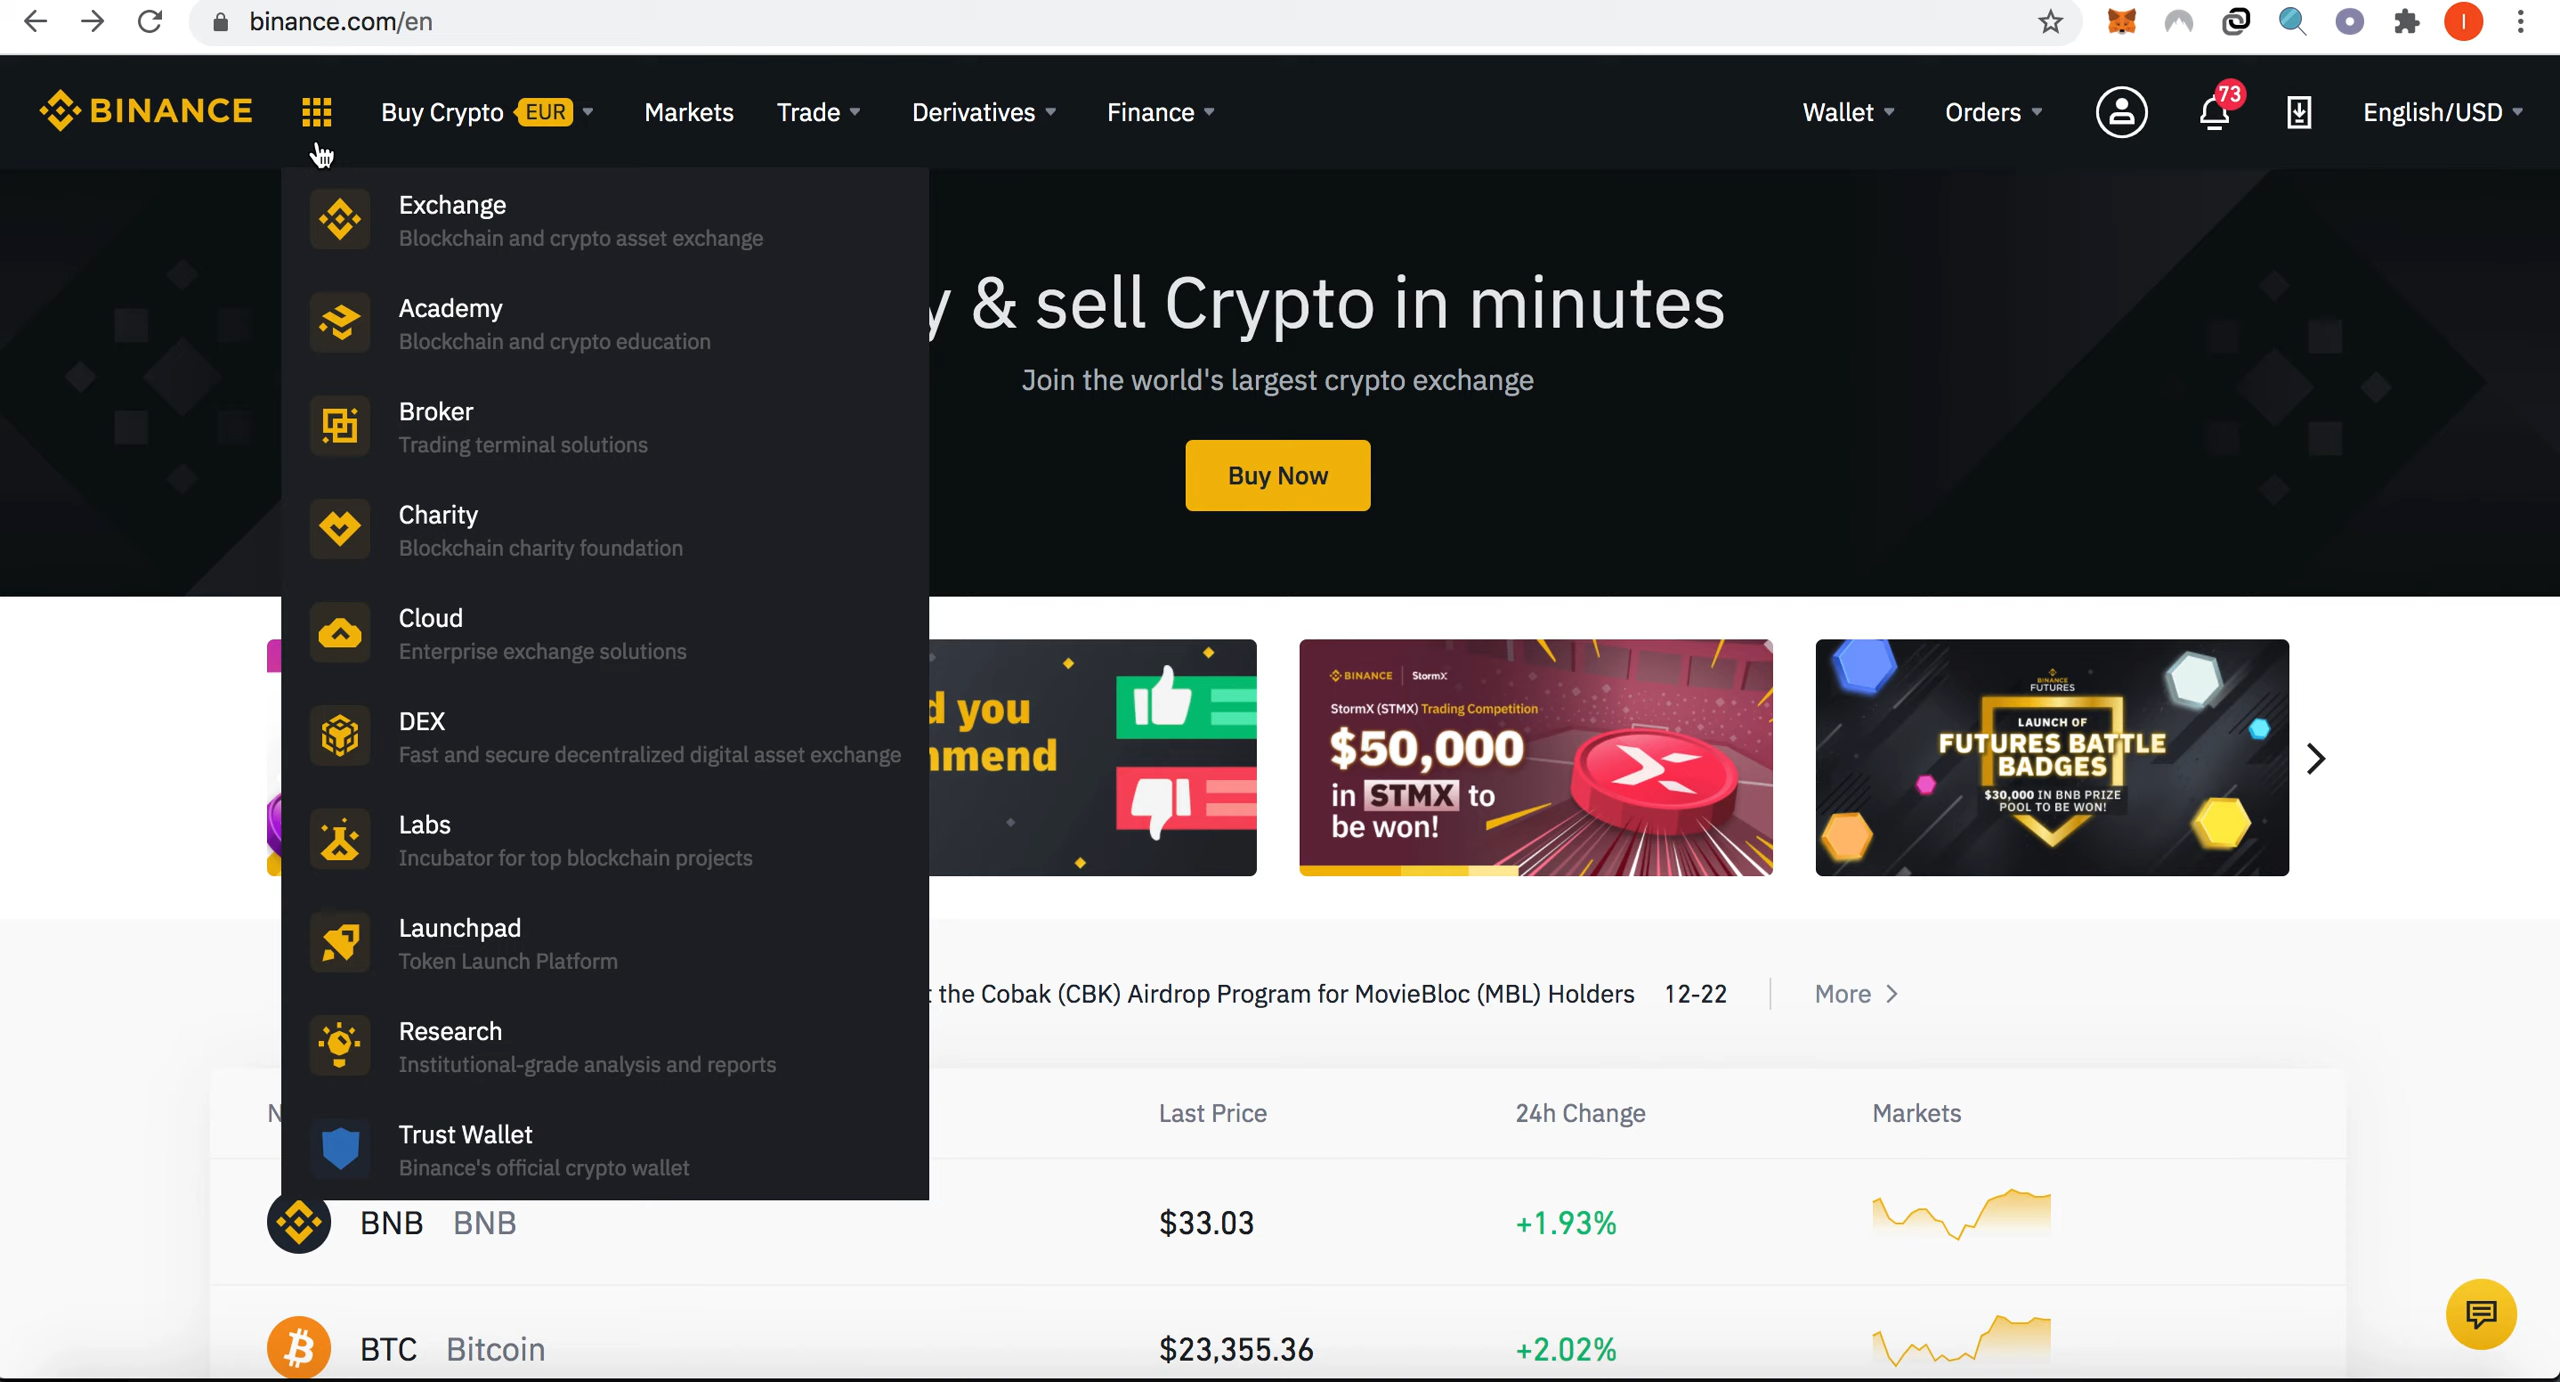 binance.com/en
I
BINANCE
Buy Crypto EUR
Markets
Trade
Derivatives
Finance
Wallet
Orders
73
English/USD
Exchange
Blockchain and crypto asset exchange
Academy
Blockchain and crypto education
Broker
Trading terminal solutions
Charity
Blockchain charity foundation
Cloud
Enterprise exchange solutions
DEX
Fast and secure decentralized digital asset exchange
Labs
Incubator for top blockchain projects
Launchpad
Token Launch Platform
Research
Institutional-grade analysis and reports
Trust Wallet
Binance's official crypto wallet
y & sell Crypto in minutes
Join the world's largest crypto exchange
Buy Now
d you
mmend
BINANCE StormX
StormX (STMX) Trading Competition
$50,000
in STMX to
be won!
BINANCE
FUTURES
LAUNCH OF
FUTURES BATTLE
BADGES
$30,000 IN BNB PRIZE
POOL TO BE WON!
the Cobak (CBK) Airdrop Program for MovieBloc (MBL) Holders 12-22
More
N
Last Price
24h Change
Markets
BNB BNB
$33.03
+1.93%
BTC Bitcoin
$23,355.36
+2.02%